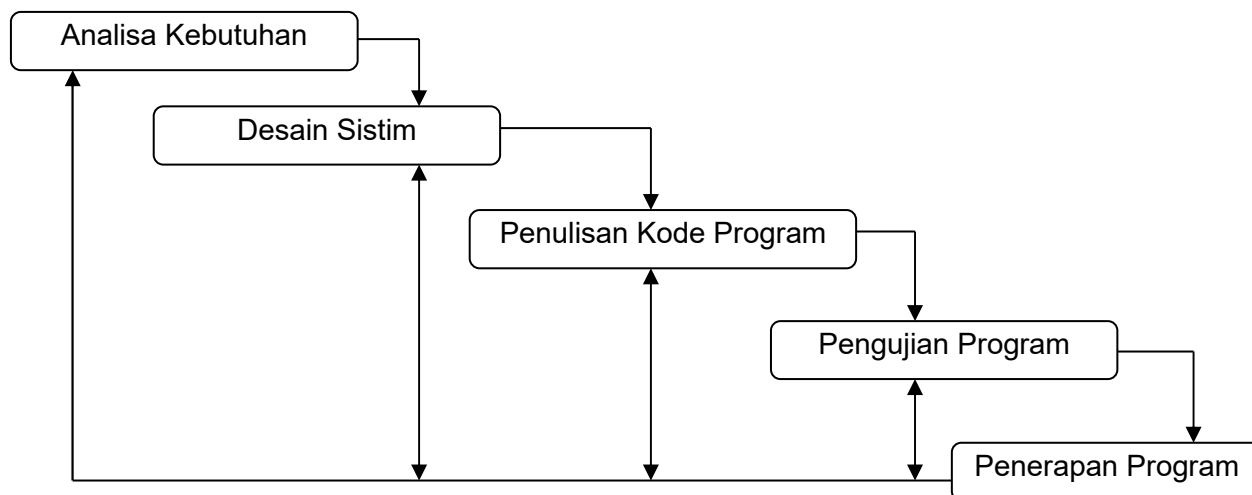 Analisa Kebutuhan
Desain Sistim
Penulisan Kode Program
Pengujian Program
Penerapan Program